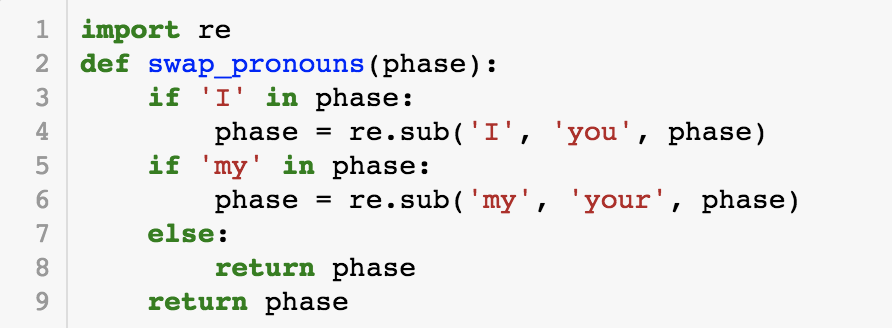 1 import re
2 def swap_pronouns(phase):
3     if 'I' in phase:
4         phase = re.sub('I', 'you', phase)
5     if 'my' in phase:
6         phase = re.sub('my', 'your', phase)
7     else:
8         return phase
9     return phase